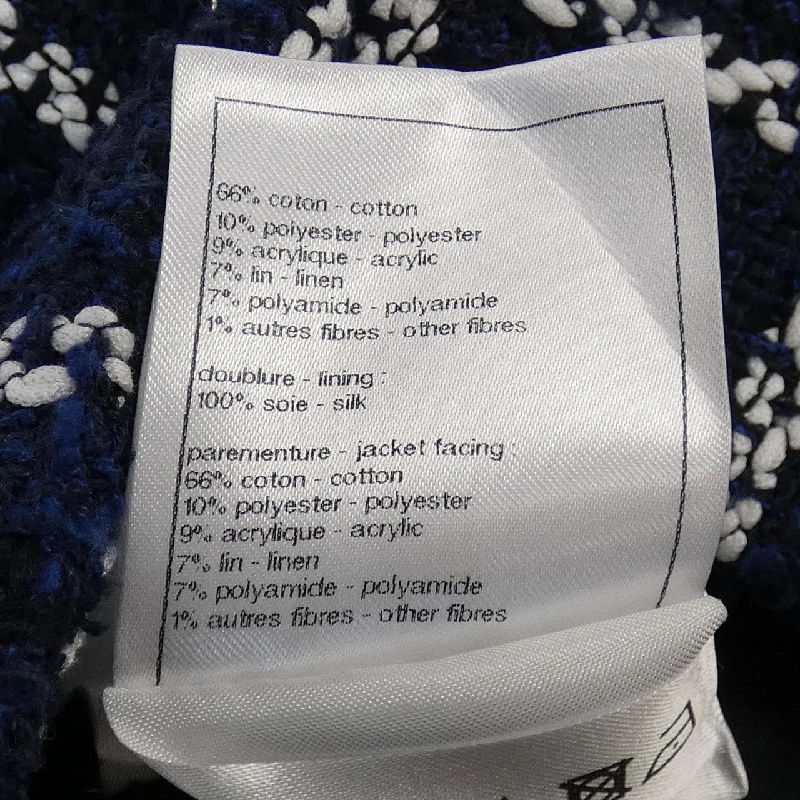 66% coton - cotton
10% polyester - polyester
9% acrylique - acrylic
7% lin - linen
7% polyamide - polyamide
1% autres fibres - other fibres
doublure - lining :
100% soie - silk
parementure - jacket facing :
66% coton - cotton
10% polyester - polyester
9% acrylique - acrylic
7% lin - linen
7% polyamide - polyamide
1% autres fibres - other fibres